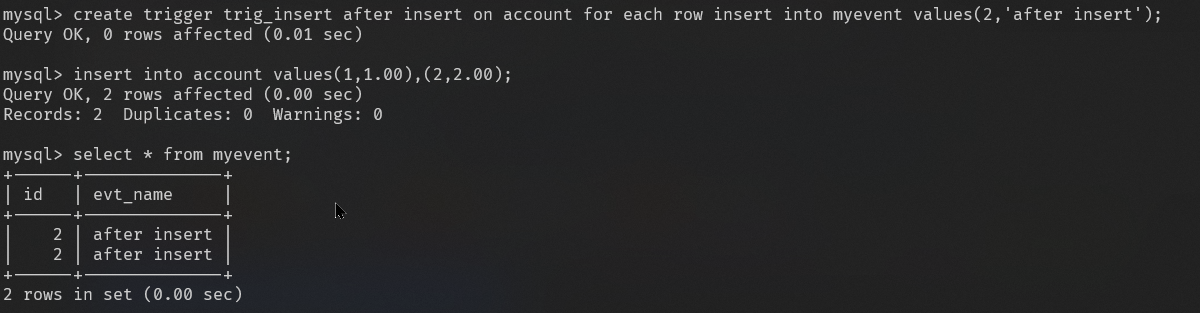 mysql> create trigger trig_insert after insert on account for each row insert into myevent values(2,'after insert');
Query OK, 0 rows affected (0.01 sec)
mysql> insert into account values(1,1.00),(2,2.00);
Query OK, 2 rows affected (0.00 sec)
Records: 2  Duplicates: 0  Warnings: 0
mysql> select * from myevent;
+------+--------------+
| id   | evt_name     |
+------+--------------+
|    2 | after insert |
|    2 | after insert |
+------+--------------+
2 rows in set (0.00 sec)